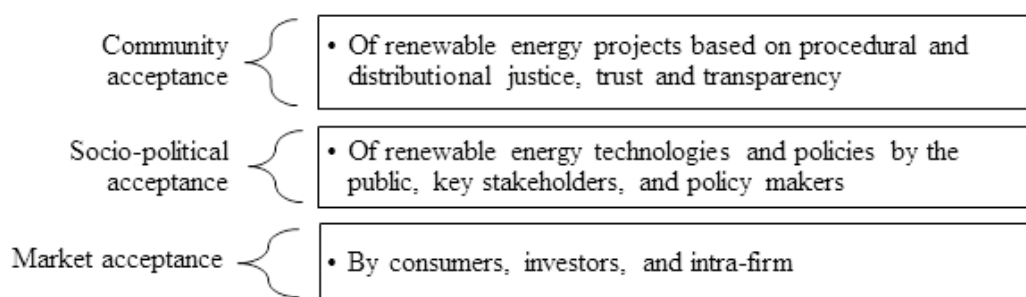 Community
acceptance
• Of renewable energy projects based on procedural and
distributional justice, trust and transparency
Socio-political
acceptance
• Of renewable energy technologies and policies by the
public, key stakeholders, and policy makers
Market acceptance
• By consumers, investors, and intra-firm